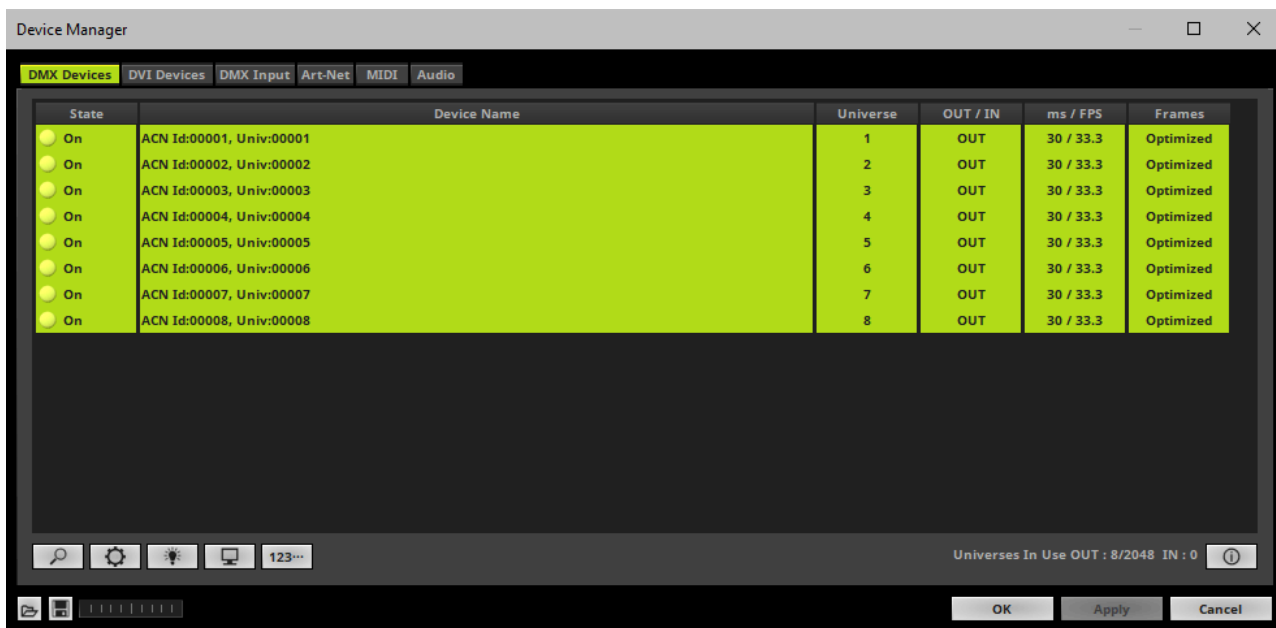 Device Manager
DMX Devices DVI Devices DMX Input Art-Net MIDI Audio
State Device Name Universe OUT / IN ms / FPS Frames
On ACN Id:00001, Univ:00001 1 OUT 30 / 33.3 Optimized
On ACN Id:00002, Univ:00002 2 OUT 30 / 33.3 Optimized
On ACN Id:00003, Univ:00003 3 OUT 30 / 33.3 Optimized
On ACN Id:00004, Univ:00004 4 OUT 30 / 33.3 Optimized
On ACN Id:00005, Univ:00005 5 OUT 30 / 33.3 Optimized
On ACN Id:00006, Univ:00006 6 OUT 30 / 33.3 Optimized
On ACN Id:00007, Univ:00007 7 OUT 30 / 33.3 Optimized
On ACN Id:00008, Univ:00008 8 OUT 30 / 33.3 Optimized
123... Universes In Use OUT : 8/2048 IN : 0
OK Apply Cancel